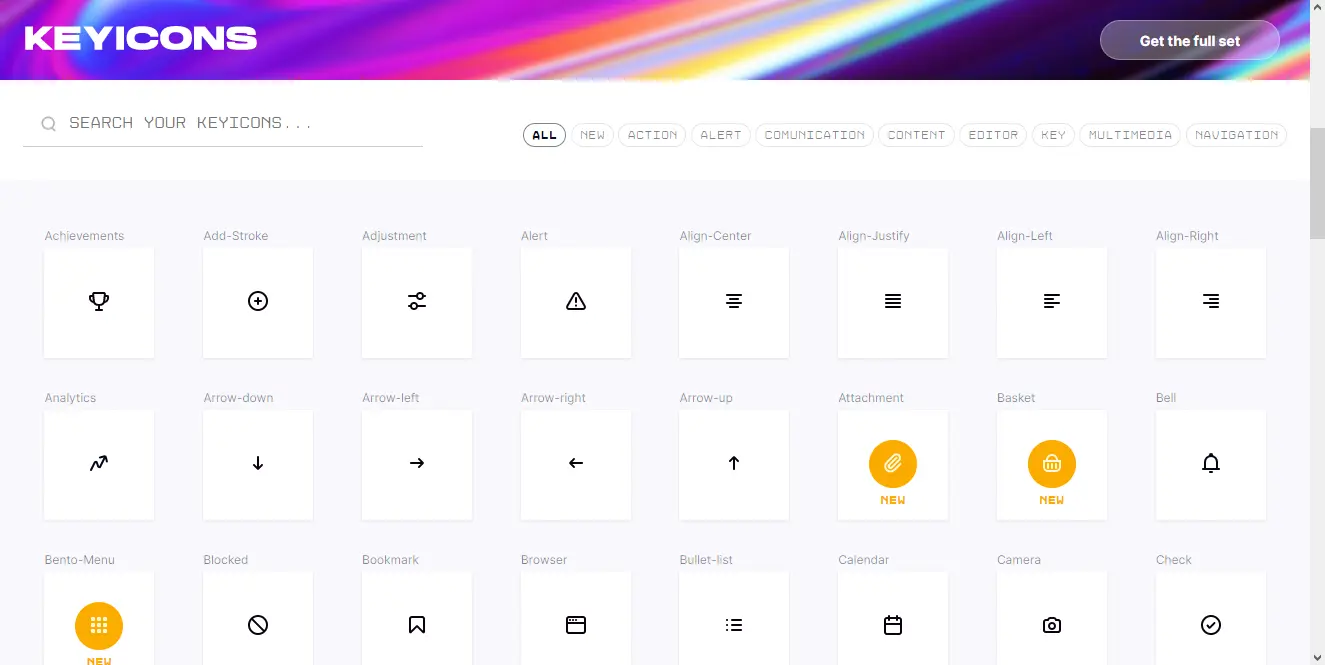 KEYICONS
Get the full set
SEARCH YOUR KEYICONS...
ALL NEW ACTION ALERT COMUNICATION CONTENT EDITOR KEY MULTIMEDIA NAVIGATION
Achievements Add-Stroke Adjustment Alert Align-Center Align-Justify Align-Left Align-Right
Analytics Arrow-down Arrow-left Arrow-right Arrow-up Attachment Basket Bell
NEW NEW
Bento-Menu Blocked Bookmark Browser Bullet-list Calendar Camera Check
NEW